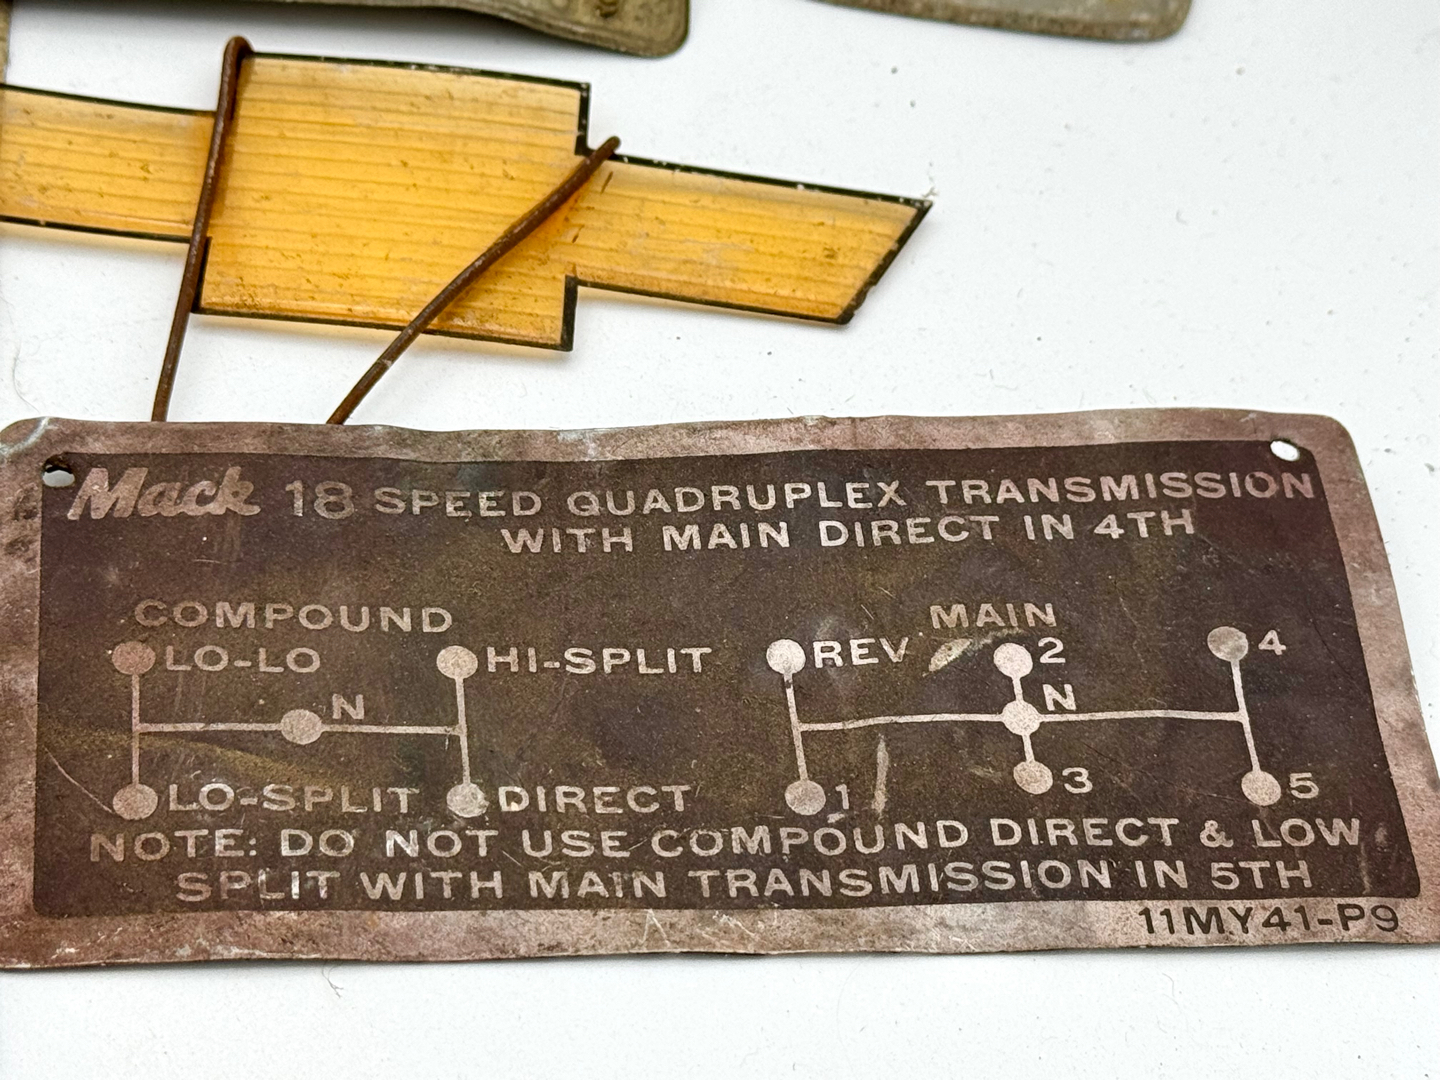 Mack 18 SPEED QUADRUPLEX TRANSMISSION
WITH MAIN DIRECT IN 4TH
COMPOUND
MAIN
LO-LO
HI-SPLIT
REV
2
4
N
N
LO-SPLIT
DIRECT
1
3
5
NOTE: DO NOT USE COMPOUND DIRECT & LOW
SPLIT WITH MAIN TRANSMISSION IN 5TH
11MY41-P9